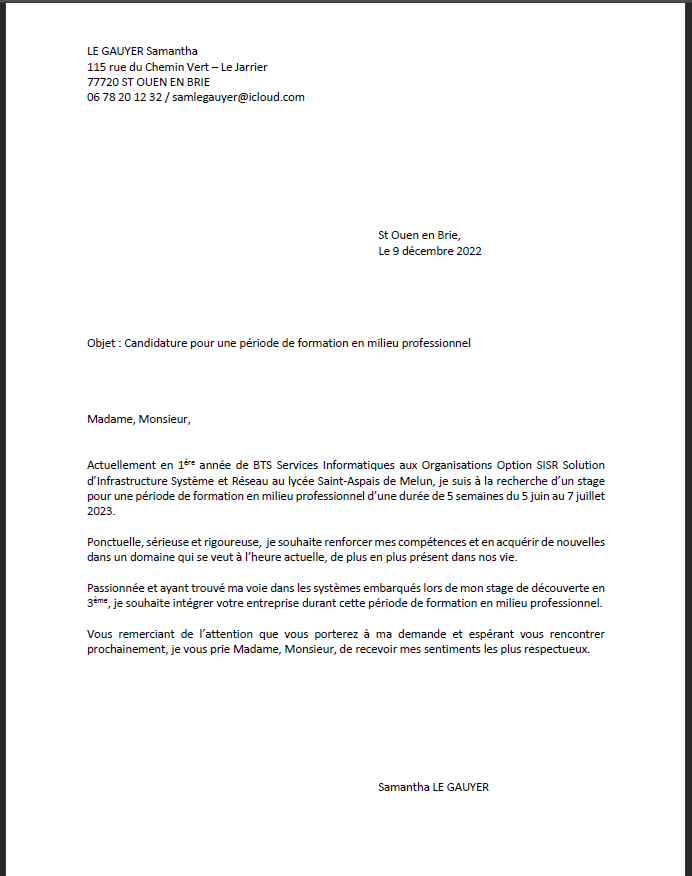 LE GAUYER Samantha
115 rue du Chemin Vert – Le Jarrier
77720 ST OUEN EN BRIE
06 78 20 12 32 / samlegauyer@icloud.com
St Ouen en Brie,
Le 9 décembre 2022
Objet : Candidature pour une période de formation en milieu professionnel
Madame, Monsieur,
Actuellement en 1ère année de BTS Services Informatiques aux Organisations Option SISR Solution
d’Infrastructure Système et Réseau au lycée Saint-Aspais de Melun, je suis à la recherche d’un stage
pour une période de formation en milieu professionnel d’une durée de 5 semaines du 5 juin au 7 juillet
2023.
Ponctuelle, sérieuse et rigoureuse, je souhaite renforcer mes compétences et en acquérir de nouvelles
dans un domaine qui se veut à l’heure actuelle, de plus en plus présent dans nos vie.
Passionnée et ayant trouvé ma voie dans les systèmes embarqués lors de mon stage de découverte en
3ème, je souhaite intégrer votre entreprise durant cette période de formation en milieu professionnel.
Vous remerciant de l’attention que vous porterez à ma demande et espérant vous rencontrer
prochainement, je vous prie Madame, Monsieur, de recevoir mes sentiments les plus respectueux.
Samantha LE GAUYER